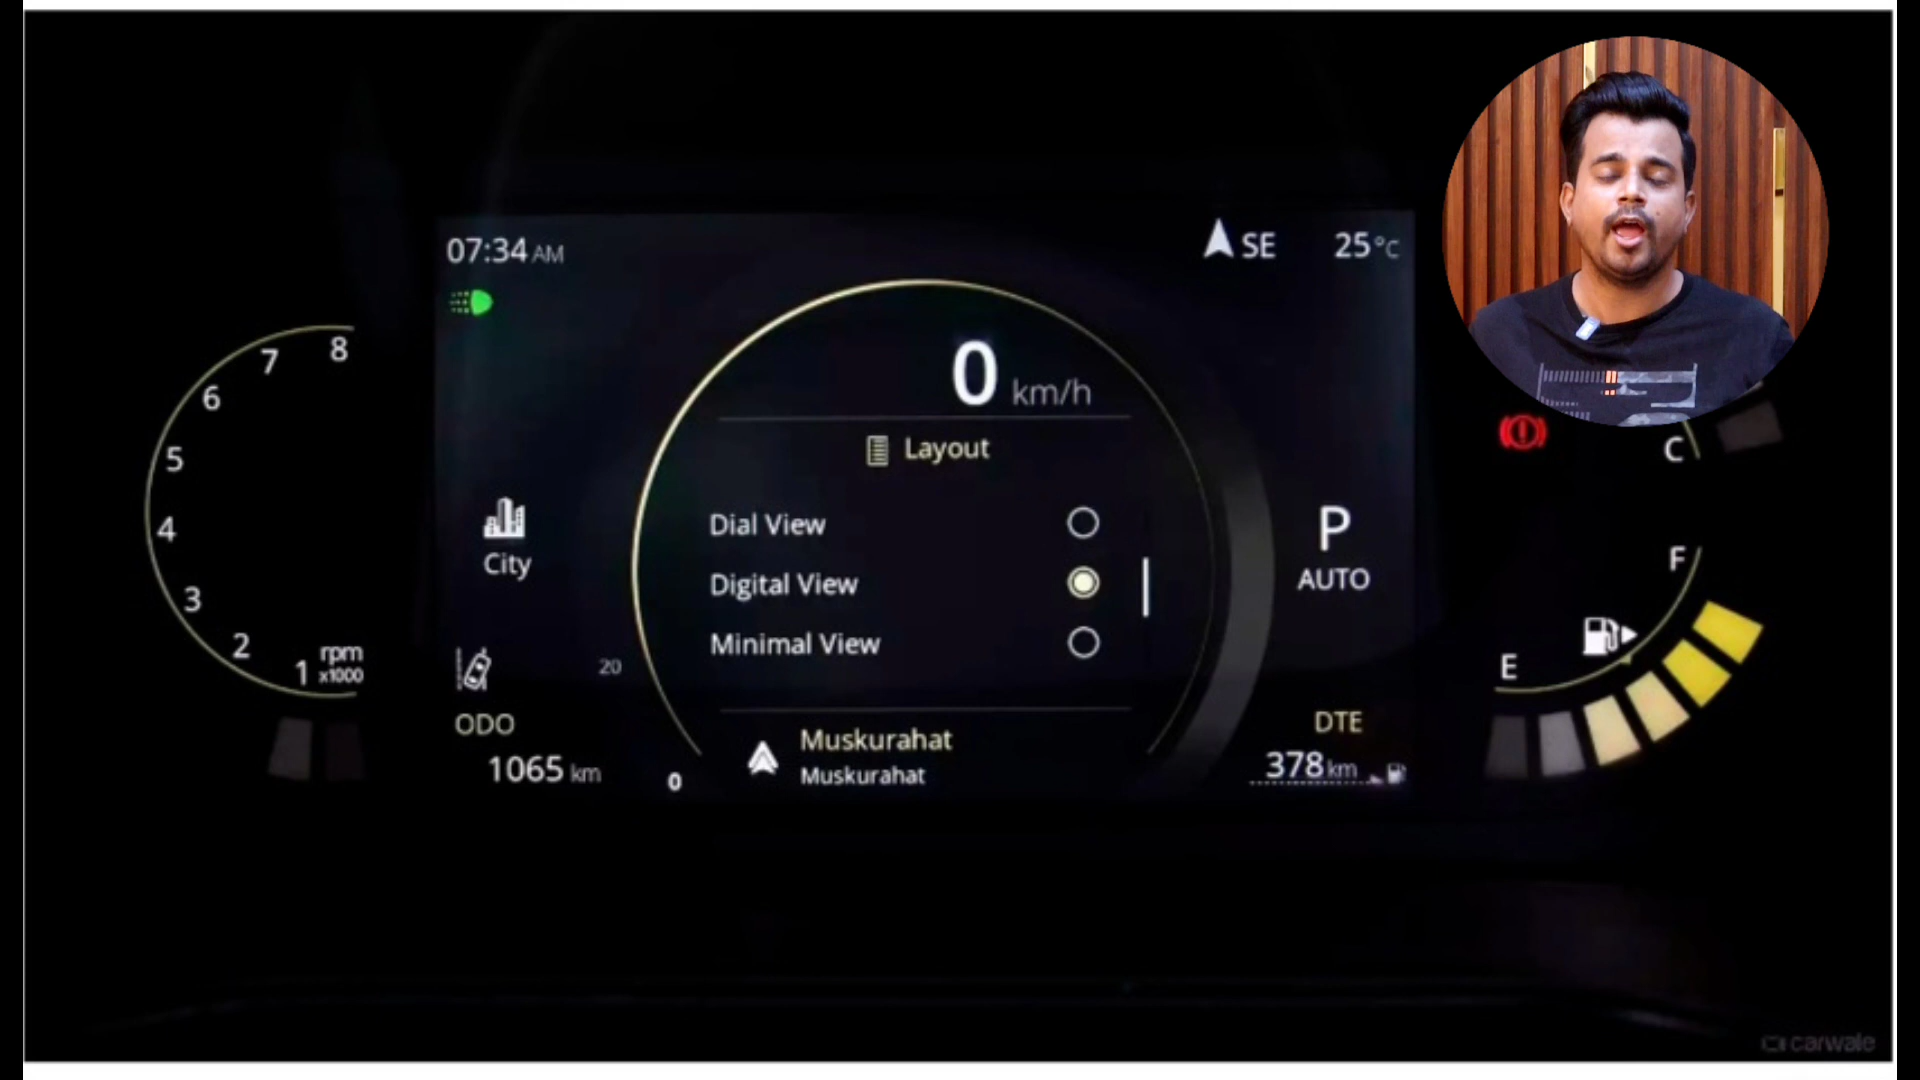 07:34 AM
SE
25°C
8
7
6
5
4
3
2
1
rpm
x1000
0 km/h
Layout
Dial View
Digital View
Minimal View
City
P
AUTO
C
F
E
20
ODO
1065 km
0
Muskurahat
Muskurahat
DTE
378 km
carwale